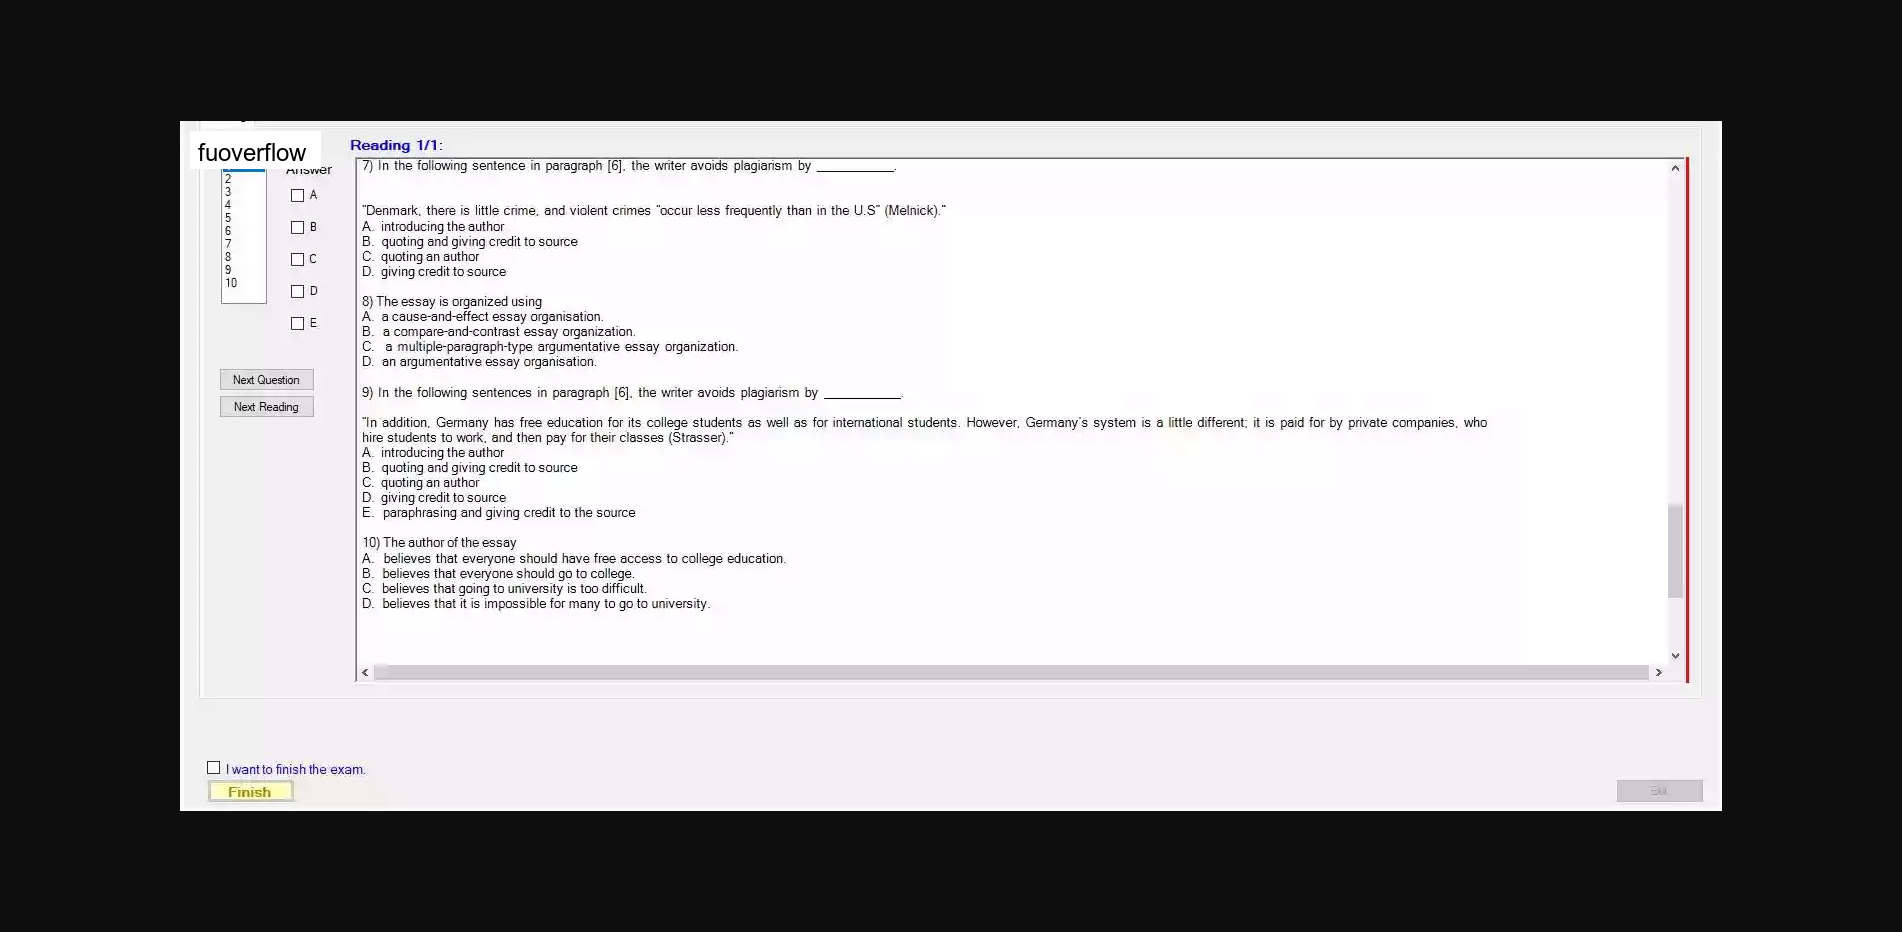 fuoverflow
Reading 1/1:
Answer
2
3
4
5
6
7
8
9
10
A
B
C
D
E
Next Question
Next Reading
7) In the following sentence in paragraph [6], the writer avoids plagiarism by ___________.
"Denmark, there is little crime, and violent crimes "occur less frequently than in the U.S" (Melnick)."
A. introducing the author
B. quoting and giving credit to source
C. quoting an author
D. giving credit to source
8) The essay is organized using
A. a cause-and-effect essay organisation.
B. a compare-and-contrast essay organization.
C. a multiple-paragraph-type argumentative essay organization.
D. an argumentative essay organisation.
9) In the following sentences in paragraph [6], the writer avoids plagiarism by ___________.
"In addition, Germany has free education for its college students as well as for international students. However, Germany's system is a little different; it is paid for by private companies, who
hire students to work, and then pay for their classes (Strasser)."
A. introducing the author
B. quoting and giving credit to source
C. quoting an author
D. giving credit to source
E. paraphrasing and giving credit to the source
10) The author of the essay
A. believes that everyone should have free access to college education.
B. believes that everyone should go to college.
C. believes that going to university is too difficult.
D. believes that it is impossible for many to go to university.
I want to finish the exam.
Finish
Exit